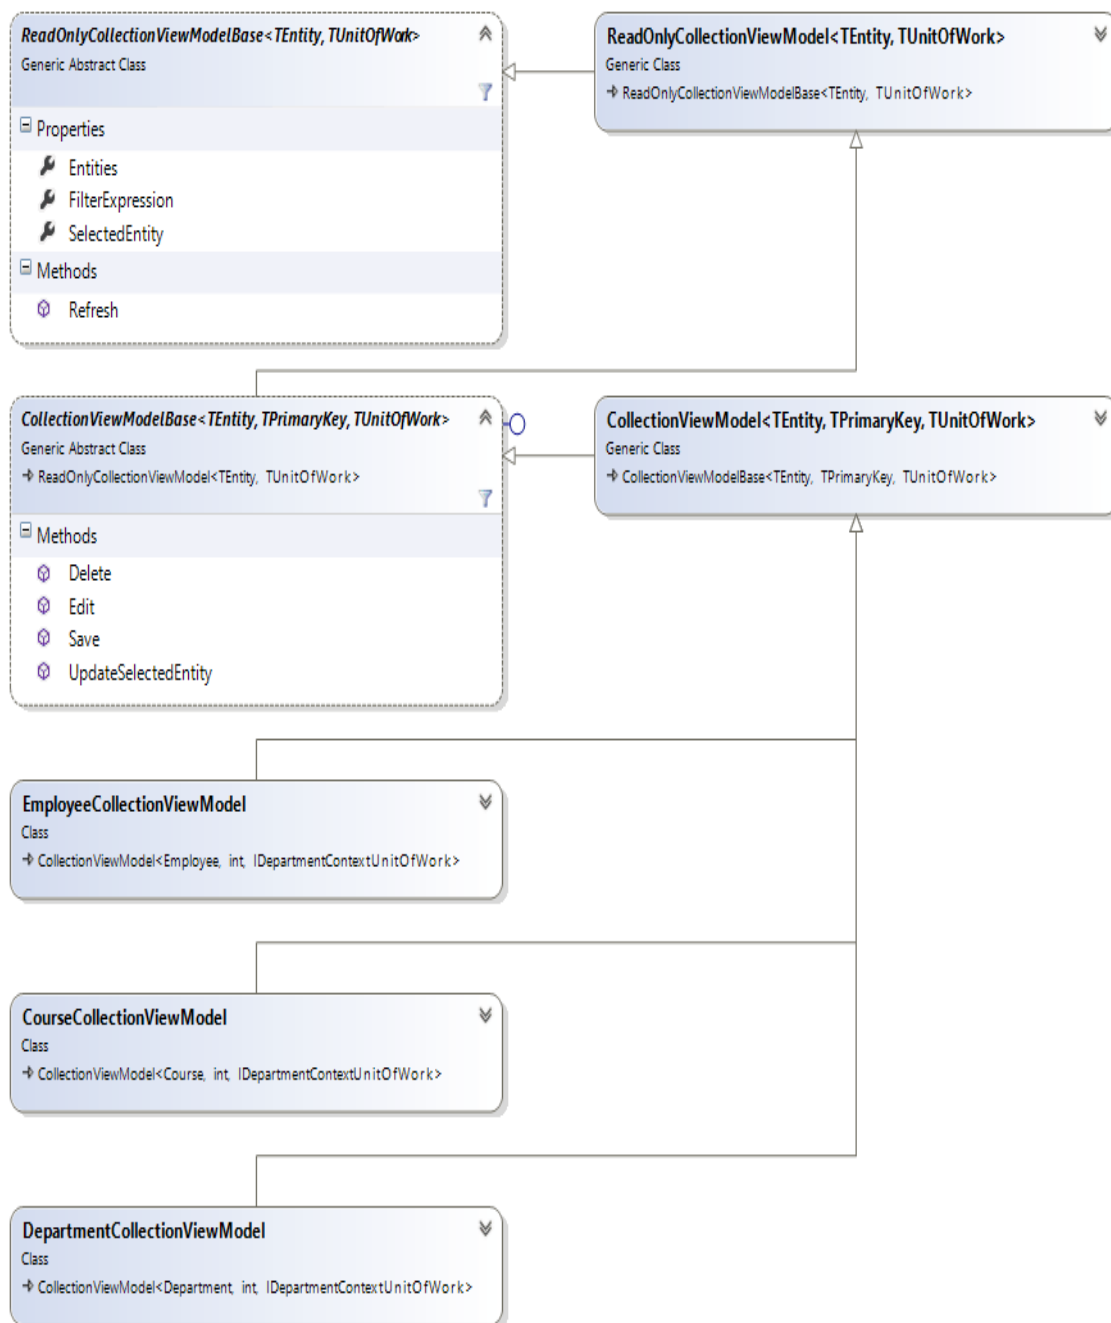 ReadOnlyCollectionViewModelBase<TEntity, TUnitOfWork>
Generic Abstract Class
Properties
Entities
FilterExpression
SelectedEntity
Methods
Refresh
ReadOnlyCollectionViewModel<TEntity, TUnitOfWork>
Generic Class
ReadOnlyCollectionViewModelBase<TEntity, TUnitOfWork>
CollectionViewModelBase<TEntity, TPrimaryKey, TUnitOfWork>
Generic Abstract Class
ReadOnlyCollectionViewModel<TEntity, TUnitOfWork>
Methods
Delete
Edit
Save
UpdateSelectedEntity
CollectionViewModel<TEntity, TPrimaryKey, TUnitOfWork>
Generic Class
CollectionViewModelBase<TEntity, TPrimaryKey, TUnitOfWork>
EmployeeCollectionViewModel
Class
CollectionViewModel<Employee, int, IDepartmentContextUnitOfWork>
CourseCollectionViewModel
Class
CollectionViewModel<Course, int, IDepartmentContextUnitOfWork>
DepartmentCollectionViewModel
Class
CollectionViewModel<Department, int, IDepartmentContextUnitOfWork>